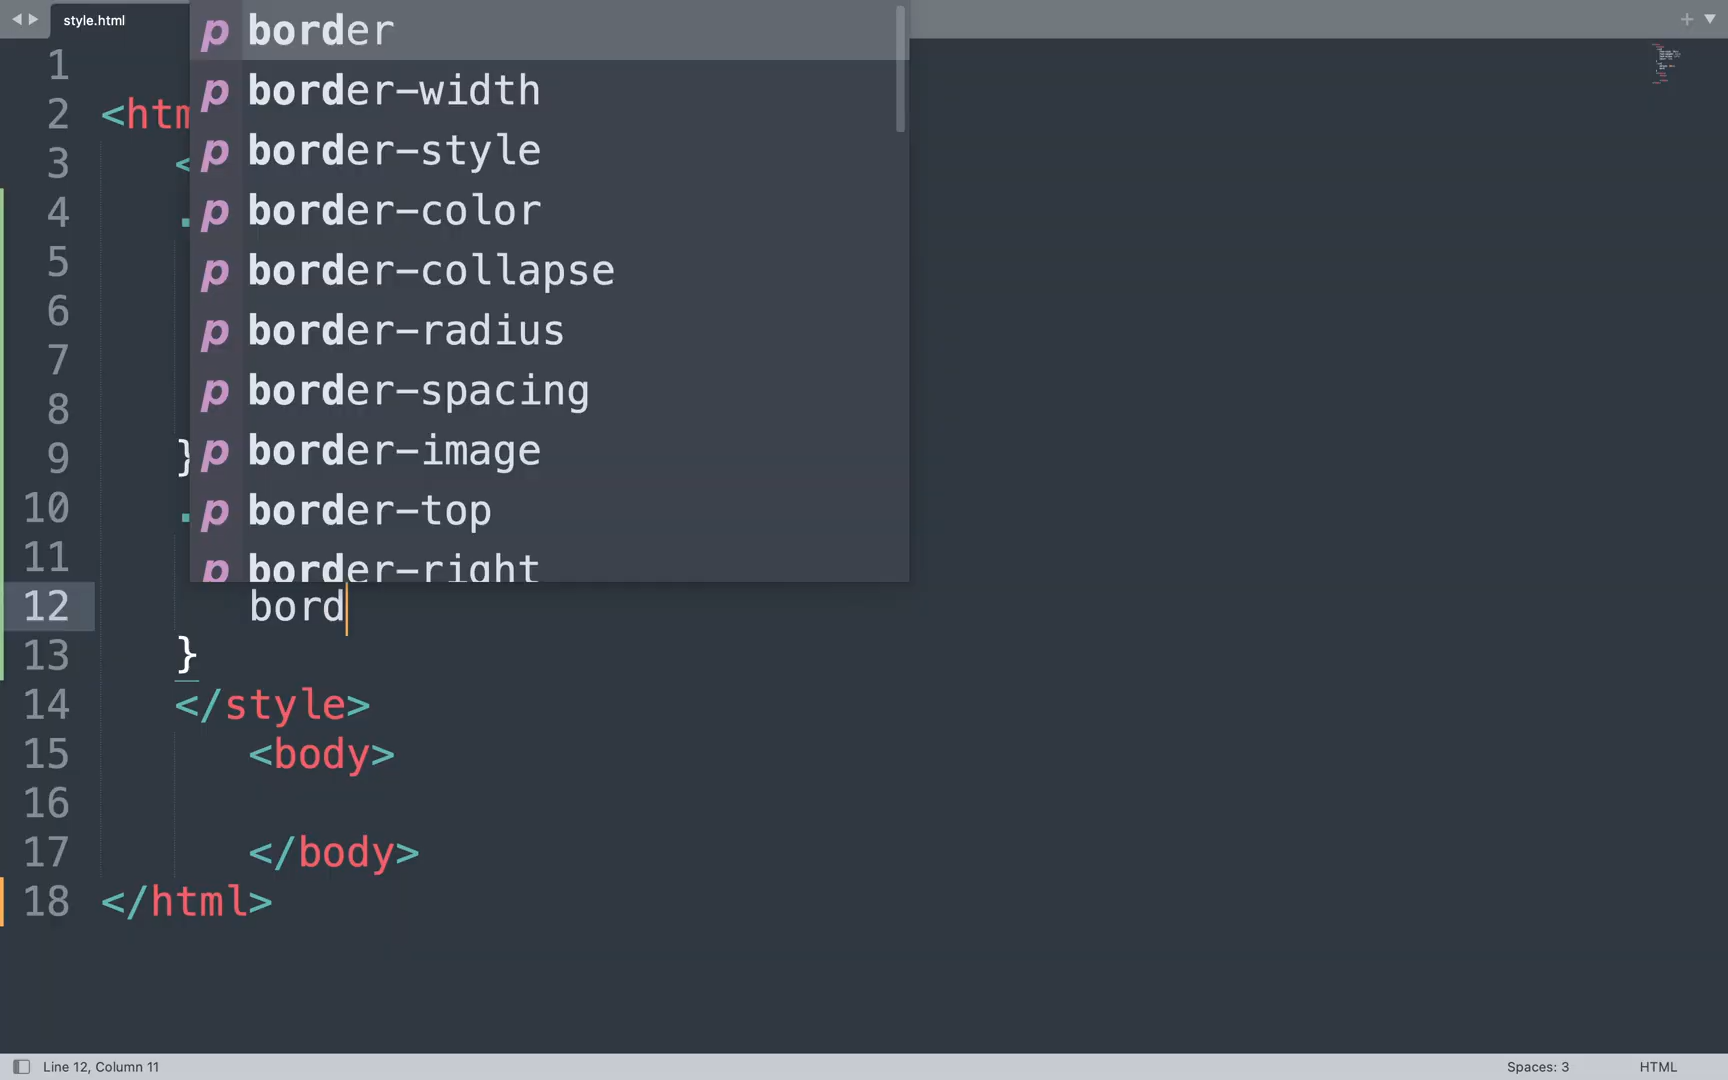 style.html
border
1
border-width
2 <htm
border-style
3 <
border-color
4 .
border-collapse
5
6
border-radius
7
border-spacing
8
border-image
9 }
border-top
10 .
border-right
11
12 bord
13 }
14 </style>
15 <body>
16
17 </body>
18 </html>
Line 12, Column 11
Spaces: 3
HTML